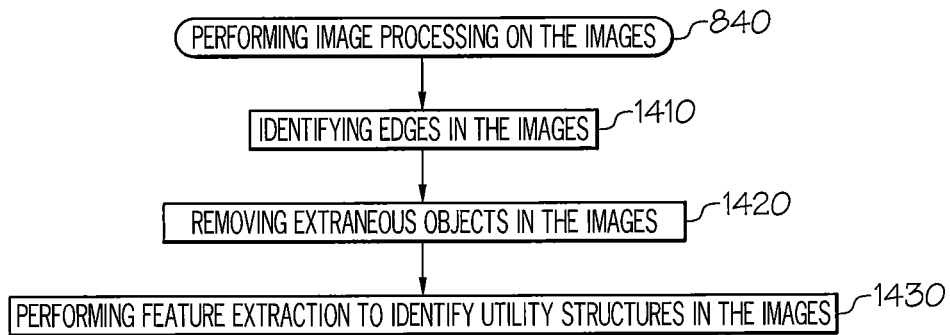 PERFORMING IMAGE PROCESSING ON THE IMAGES 840
IDENTIFYING EDGES IN THE IMAGES 1410
REMOVING EXTRANEOUS OBJECTS IN THE IMAGES 1420
PERFORMING FEATURE EXTRACTION TO IDENTIFY UTILITY STRUCTURES IN THE IMAGES 1430